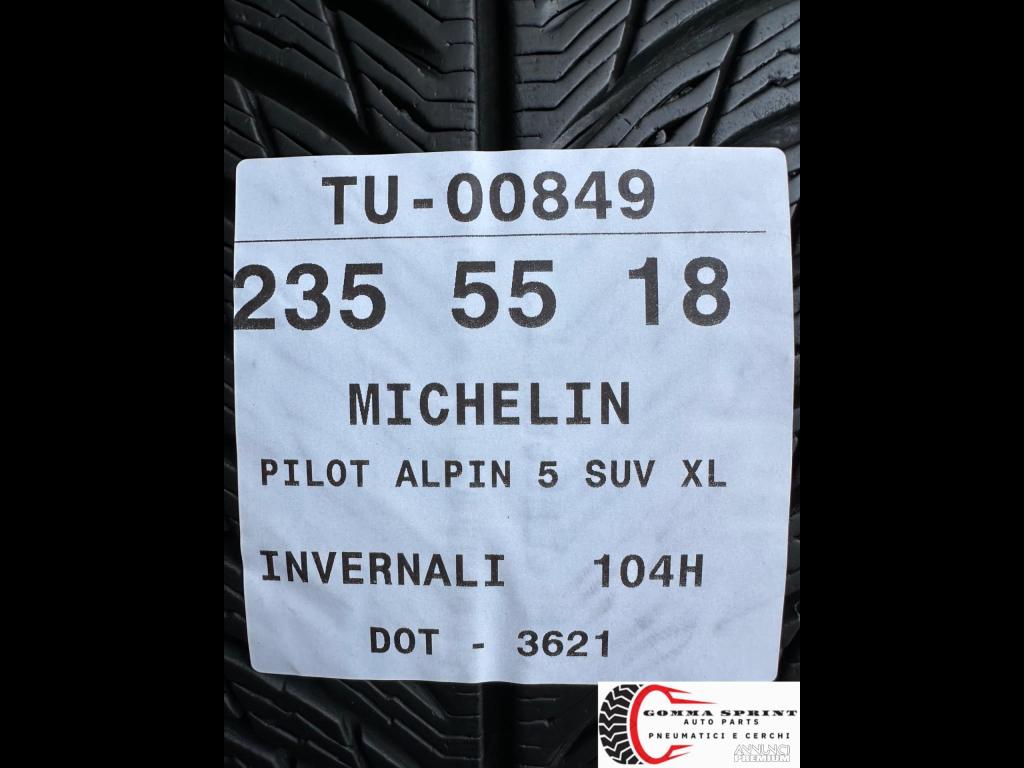 TU-00849
235 55 18
MICHELIN
PILOT ALPIN 5 SUV XL
INVERNALI 104H
DOT - 3621
GOMMA SPRINT
AUTO PARTS
PNEUMATICI E CERCHI
ANNUNCI
PREMIUM